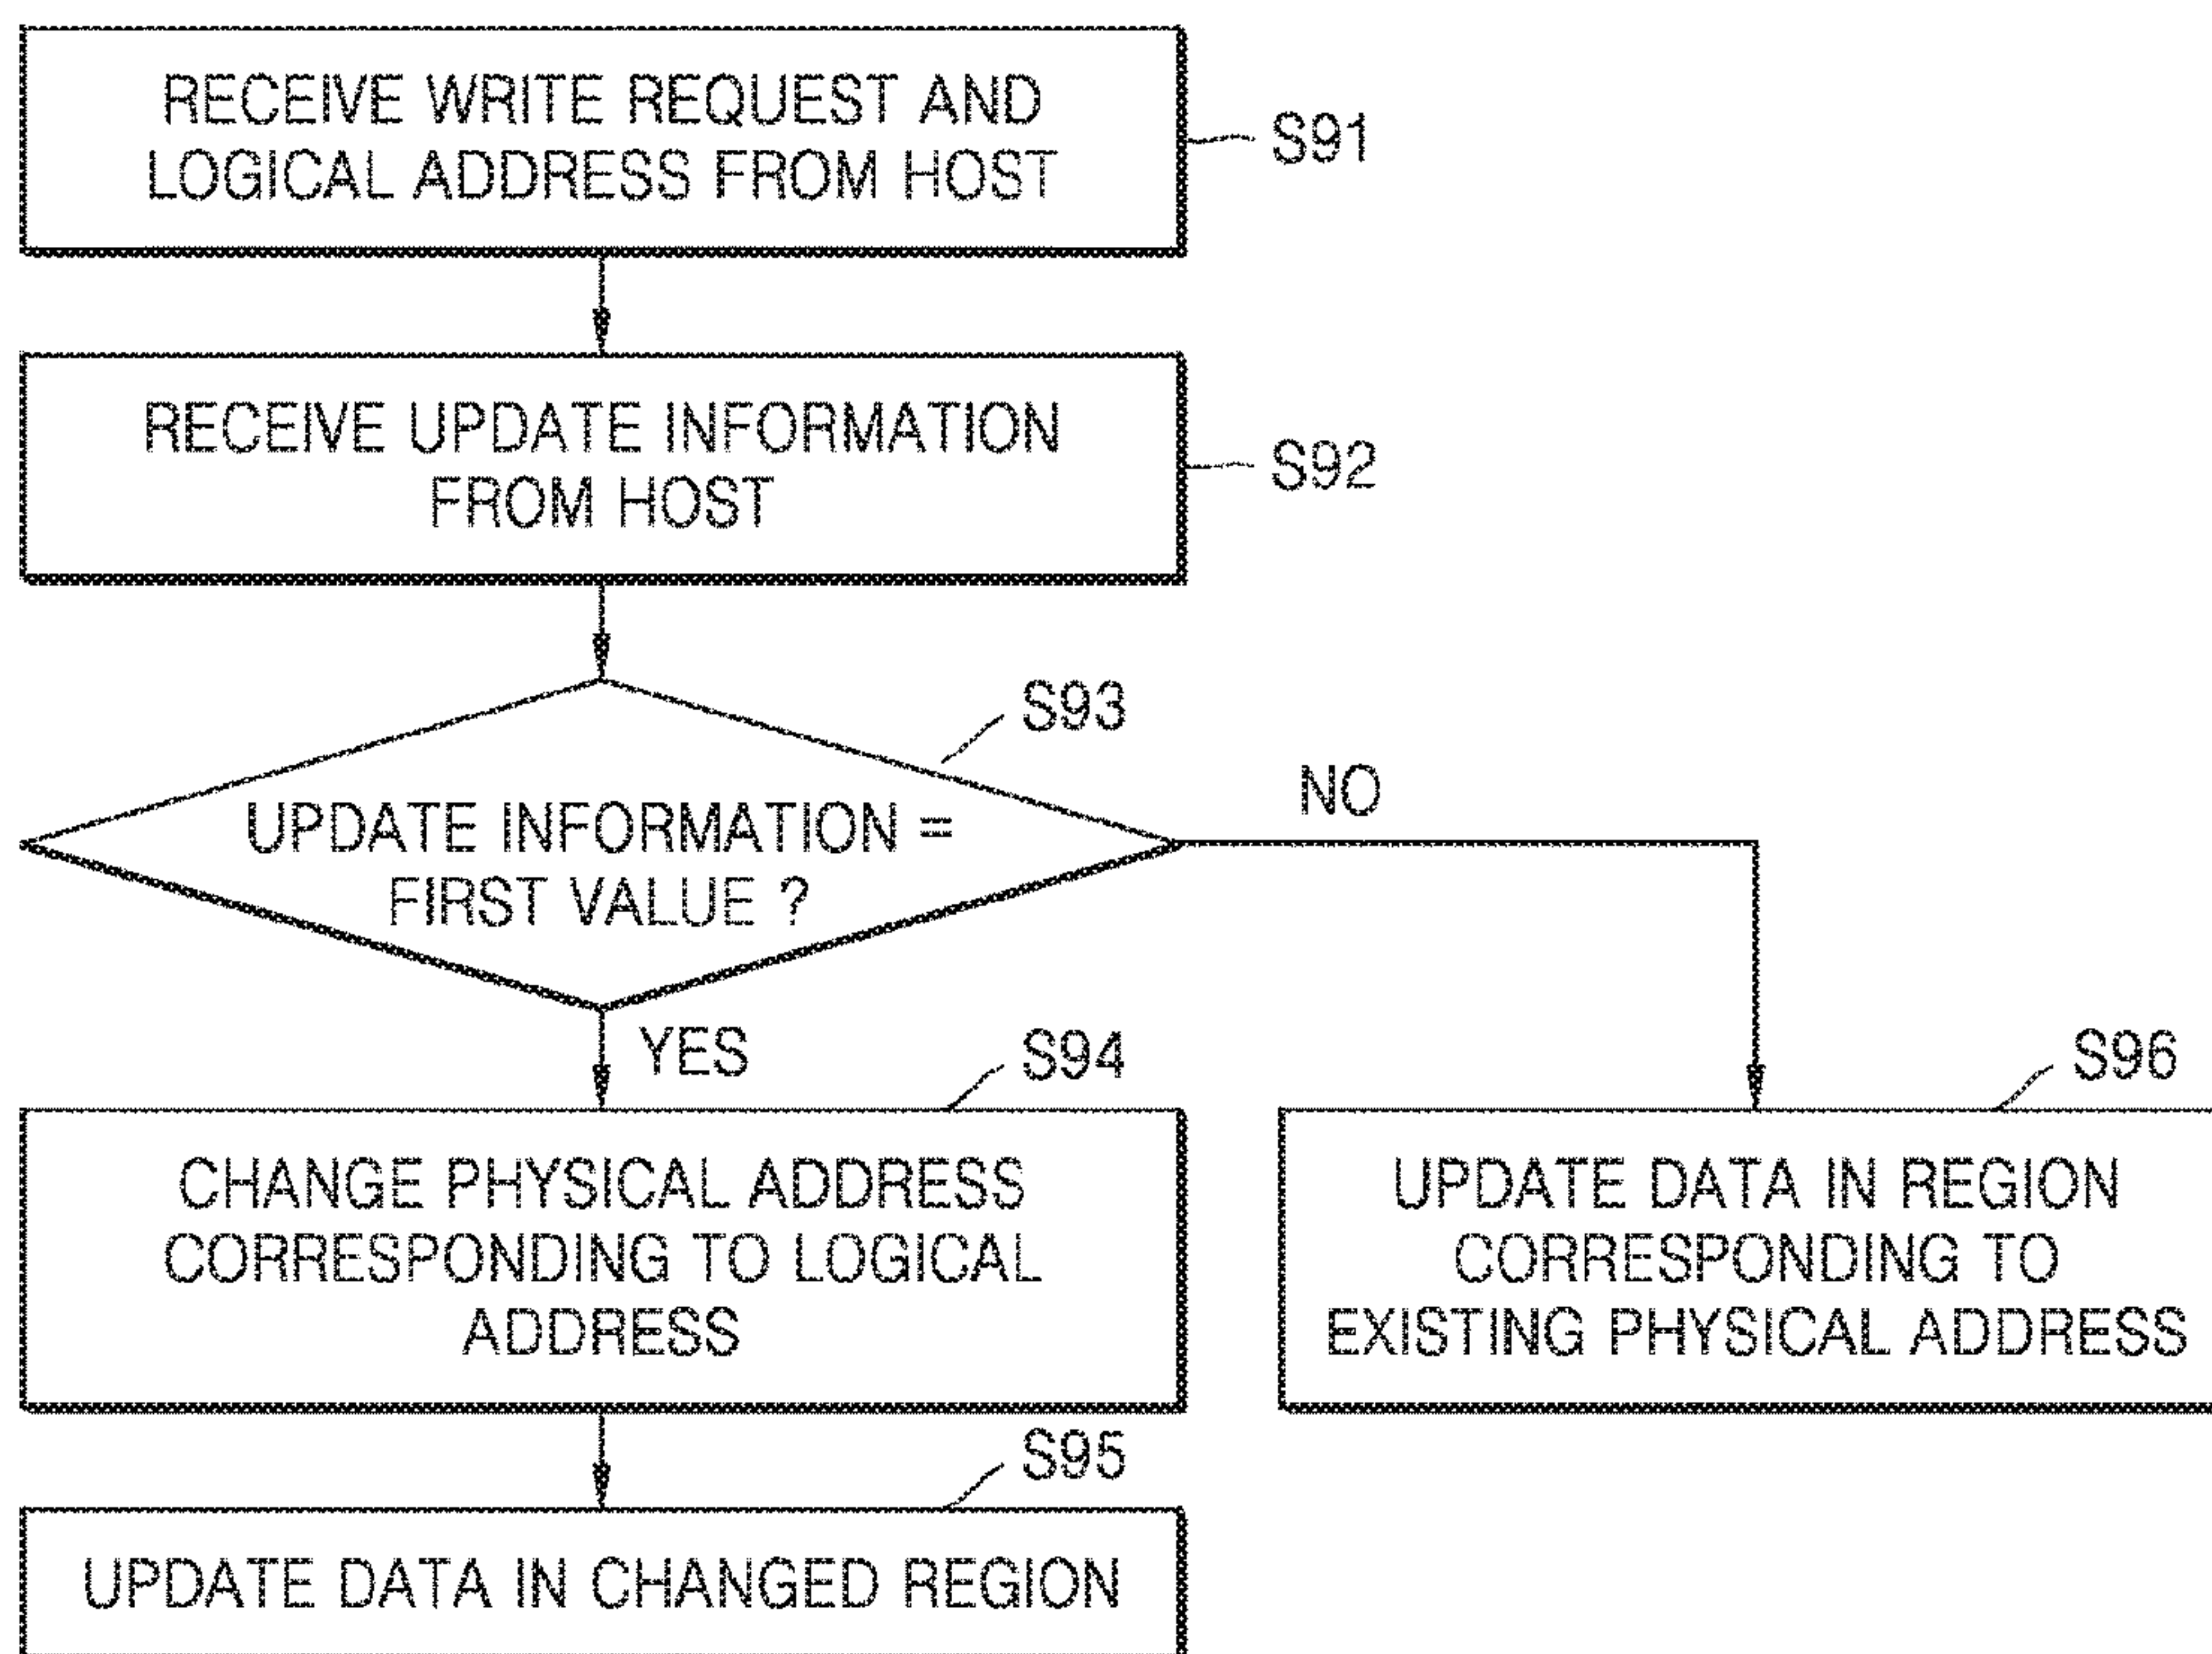 RECEIVE WRITE REQUEST AND
LOGICAL ADDRESS FROM HOST
S91
RECEIVE UPDATE INFORMATION
FROM HOST
S92
S93
UPDATE INFORMATION =
FIRST VALUE ?
NO
YES
S94
CHANGE PHYSICAL ADDRESS
CORRESPONDING TO LOGICAL
ADDRESS
S96
UPDATE DATA IN REGION
CORRESPONDING TO
EXISTING PHYSICAL ADDRESS
S95
UPDATE DATA IN CHANGED REGION